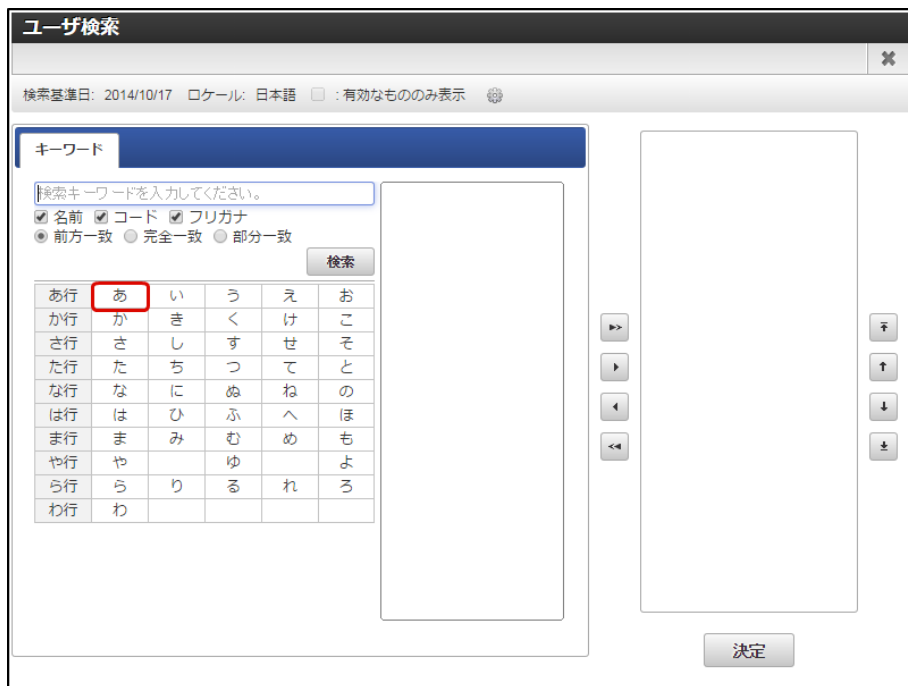 ユーザ検索
検索基準日: 2014/10/17 ロケール: 日本語 : 有効なもののみ表示
キーワード
検索キーワードを入力してください。
名前 コード フリガナ
前方一致 完全一致 部分一致
検索
あ行 あ い う え お
か行 か き く け こ
さ行 さ し す せ そ
た行 た ち つ て と
な行 な に ぬ ね の
は行 は ひ ふ へ ほ
ま行 ま み む め も
や行 や ゆ よ
ら行 ら り る れ ろ
わ行 わ
決定